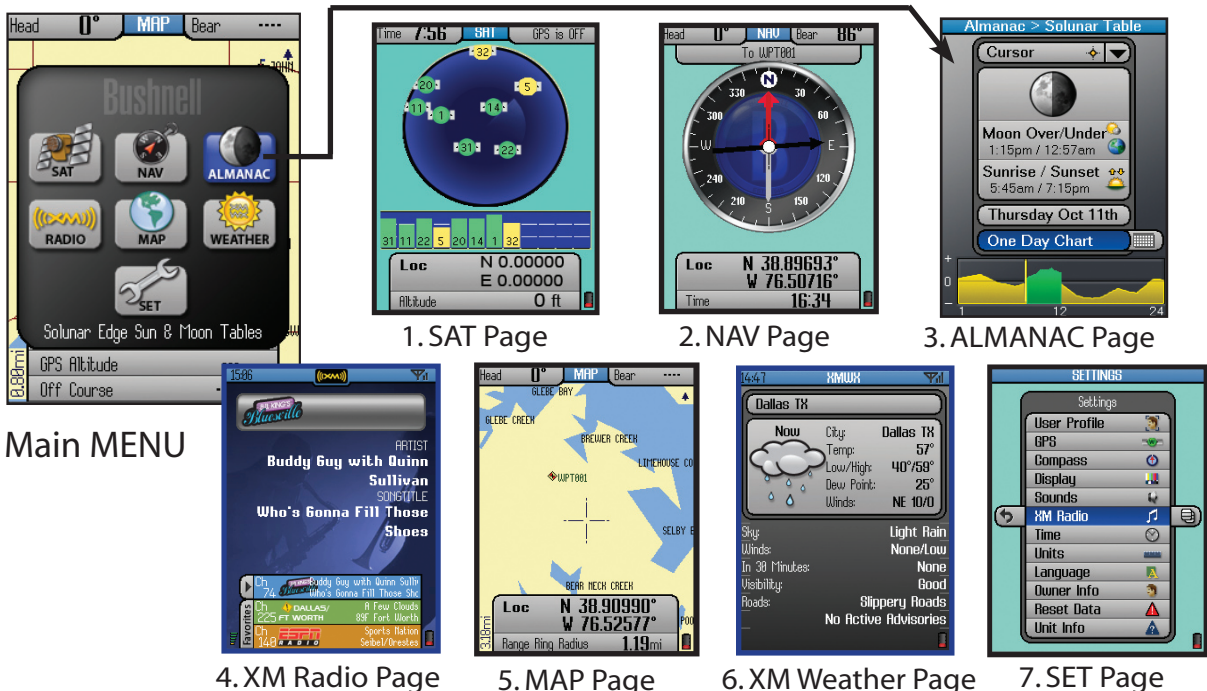 Head 0° MAP Bear ----
Bushnell
SAT NAV ALMANAC
RADIO MAP WEATHER
SET
Solunar Edge Sun & Moon Tables
GPS Altitude
Off Course
0.80mi
Main MENU
Time 7:56 SAT GPS is OFF
32
20
5
11
1
14
31
22
31 11 22 5 20 14 1 32
Loc N 0.00000
E 0.00000
Altitude 0 ft
1. SAT Page
Head 0° NAV Bear 86°
To WPT001
N
330 30
300 60
W E
240 120
210 150
S
Loc N 38.89693°
W 76.50716°
Time 16:34
2. NAV Page
Almanac > Solunar Table
Cursor
Moon Over/Under
1:15pm / 12:57am
Sunrise / Sunset
5:45am / 7:15pm
Thursday Oct 11th
One Day Chart
+
0
–
1 12 24
3. ALMANAC Page
15:06 ((XM))
B.B. KING'S
Bluesville
ARTIST
Buddy Guy with Quinn
Sullivan
SONGTITLE
Who's Gonna Fill Those
Shoes
Favorites
Ch 74 Bluesville Buddy Guy with Quinn Sulliv
Who's Gonna Fill Those Sho
Ch 225 DALLAS/ FT WORTH A Few Clouds
89F Fort Worth
Ch 140 ESPN RADIO Sports Nation
Seibel/Orestes
4. XM Radio Page
Head 0° MAP Bear ----
GLEBE BAY
GLEBE CREEK
BREWER CREEK
LIMEHOUSE CO
WPT001
SELBY B
BEAR NECK CREEK
POO
Loc N 38.90990°
W 76.52577°
Range Ring Radius 1.19mi
3.18mi
5. MAP Page
14:47 XMWX
Dallas TX
Now
City: Dallas TX
Temp: 57°
Low/High: 40°/59°
Dew Point: 25°
Winds: NE 10/0
Sky: Light Rain
Winds: None/Low
In 30 Minutes: None
Visibility: Good
Roads: Slippery Roads
No Active Advisories
6. XM Weather Page
SETTINGS
Settings
User Profile
GPS
Compass
Display
Sounds
XM Radio
Time
Units
Language
Owner Info
Reset Data
Unit Info
7. SET Page